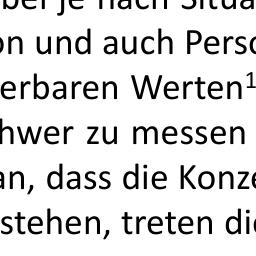 ber je nach Situa
on und auch Perso
erbaren Werten¹
hwer zu messen
an, dass die Konze
stehen, treten di